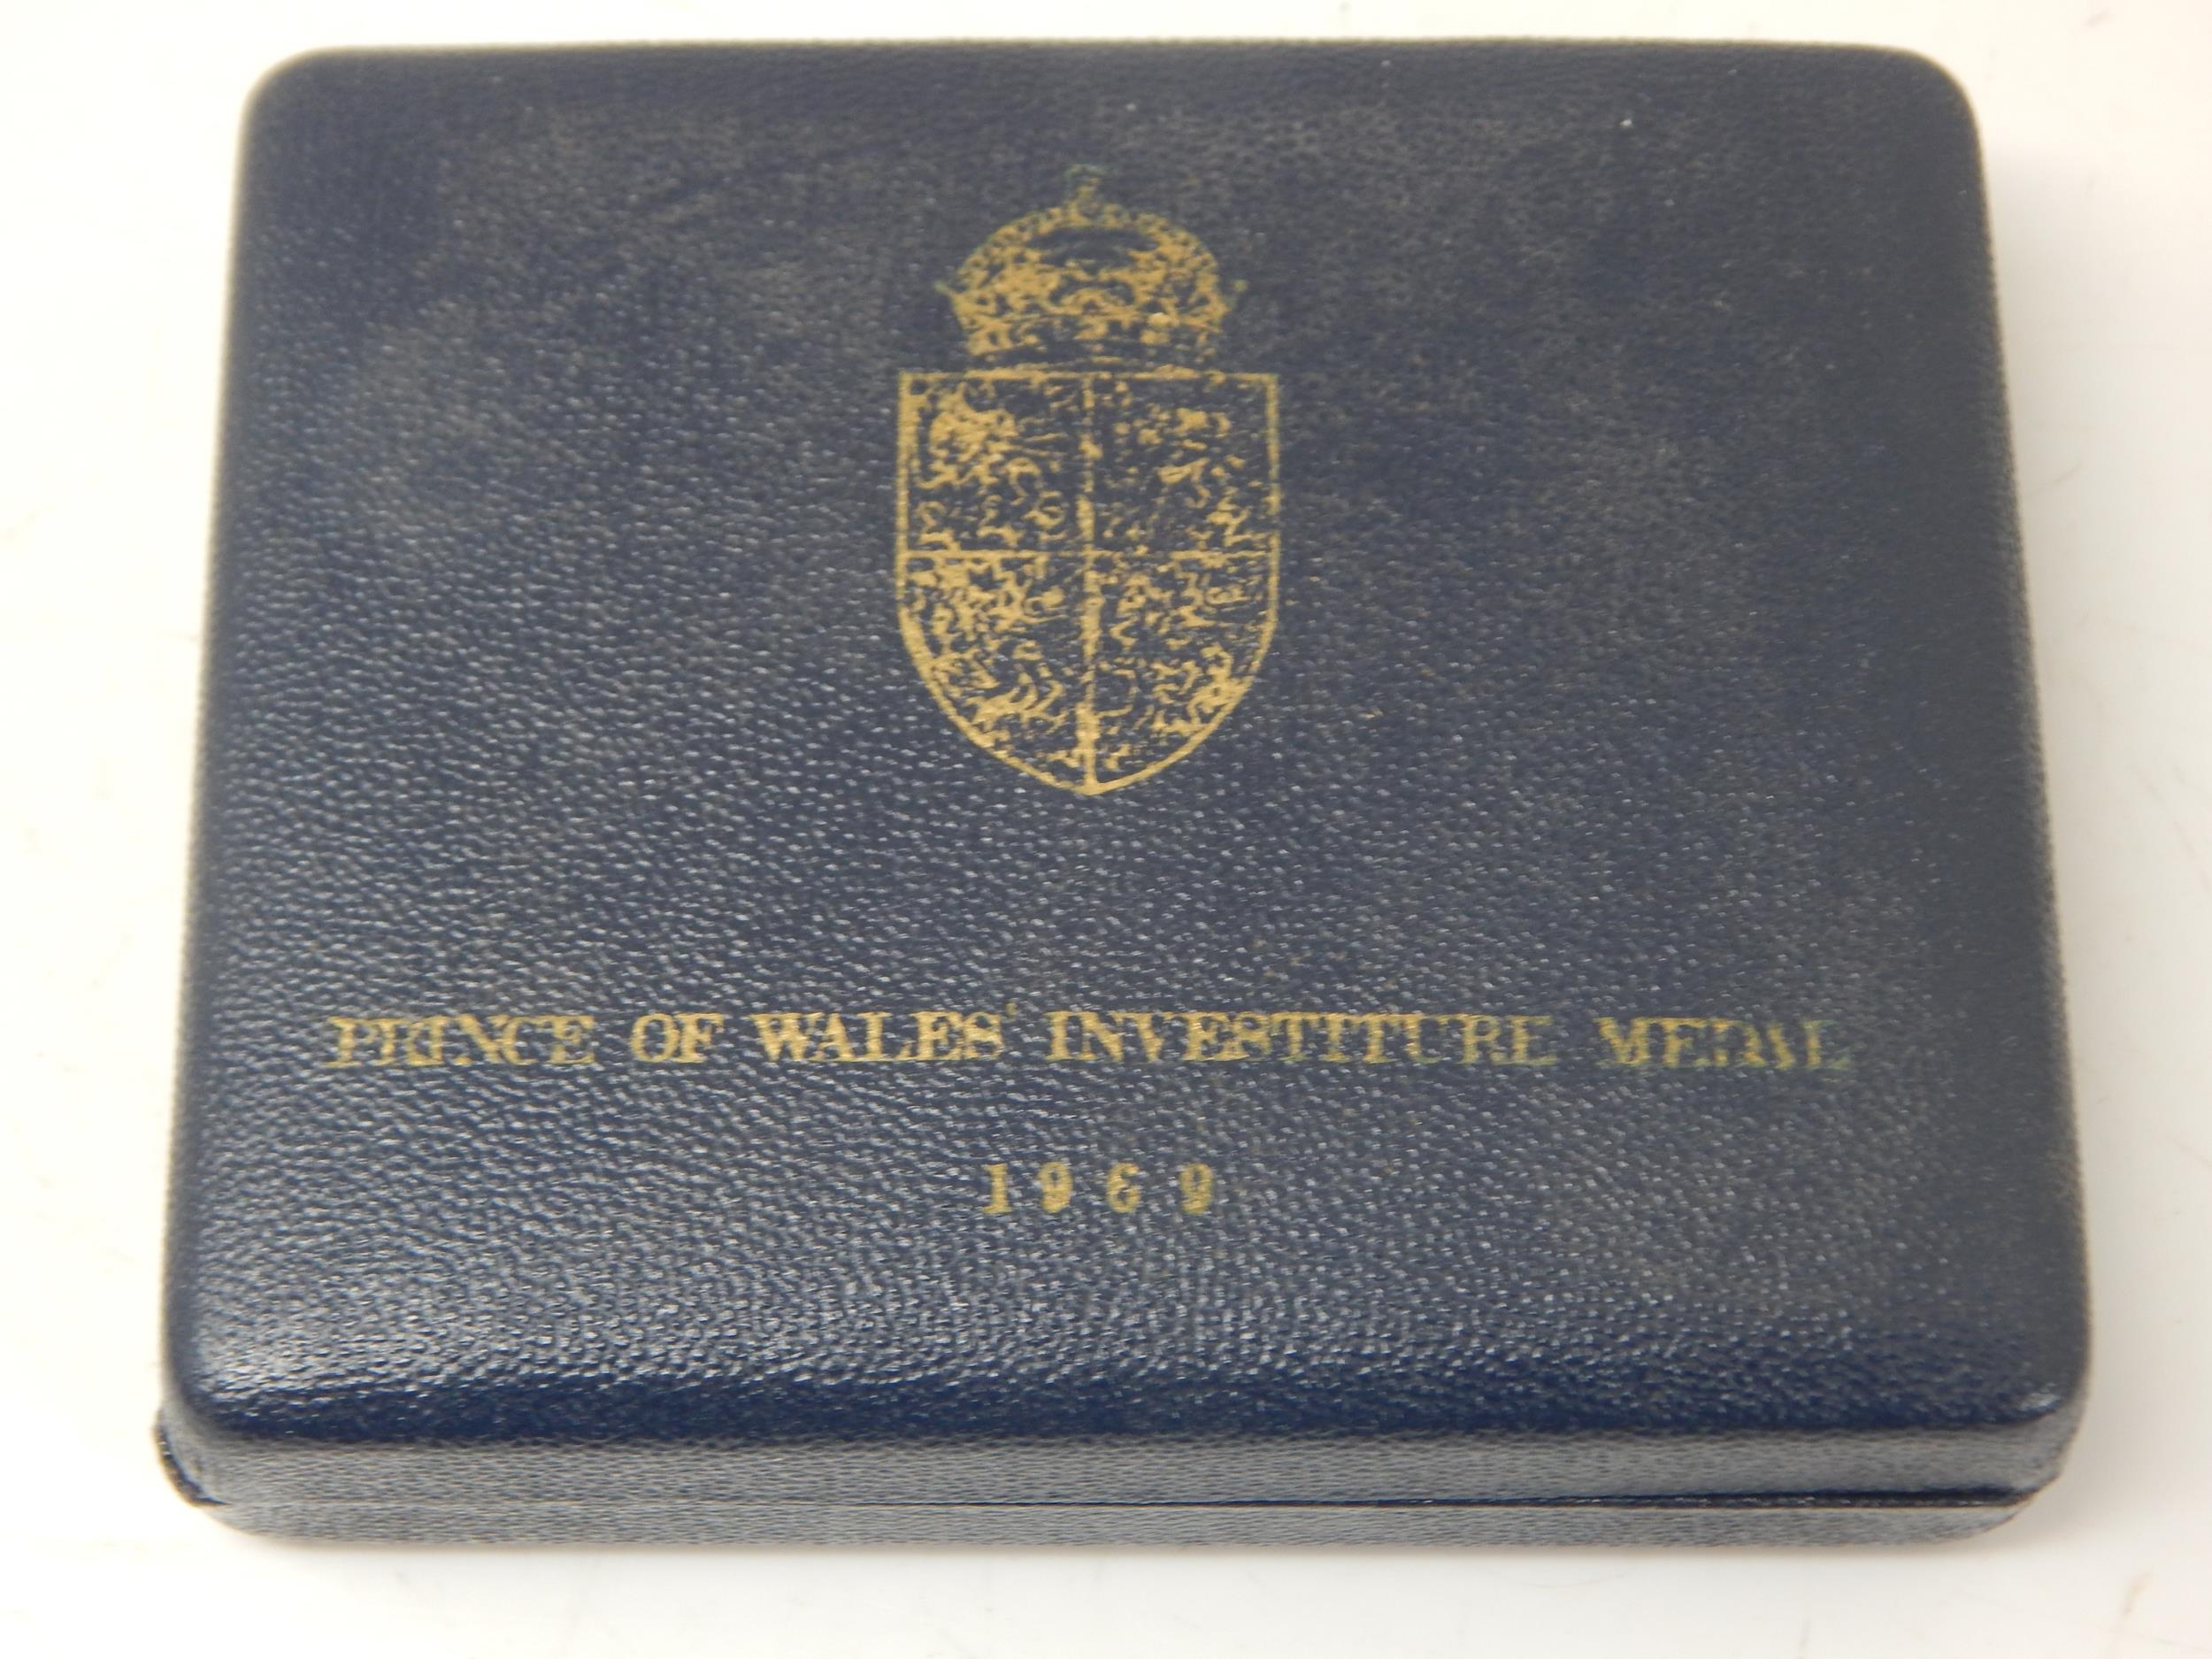 PRINCE OF WALES' INVESTITURE MEDAL
1969